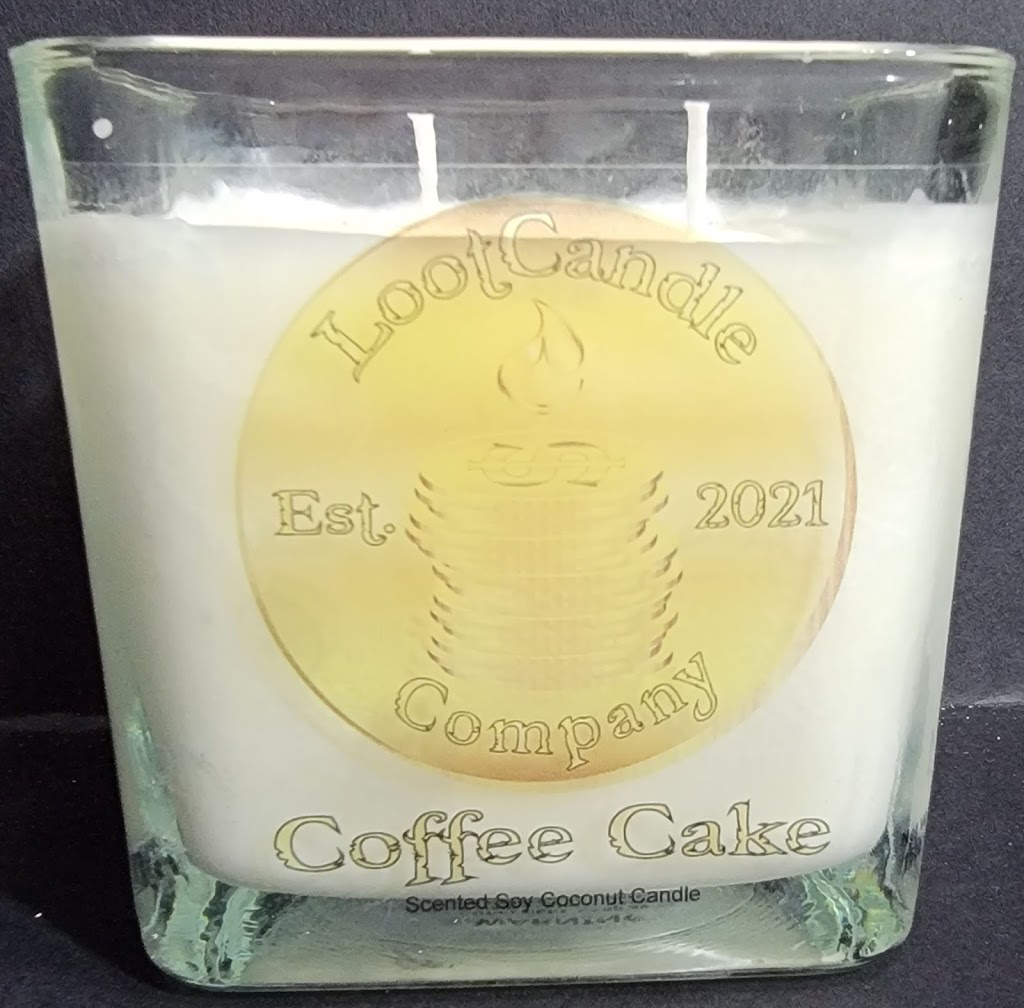 LootCandle
$
Est. 2021
Company
Coffee Cake
Scented Soy Coconut Candle